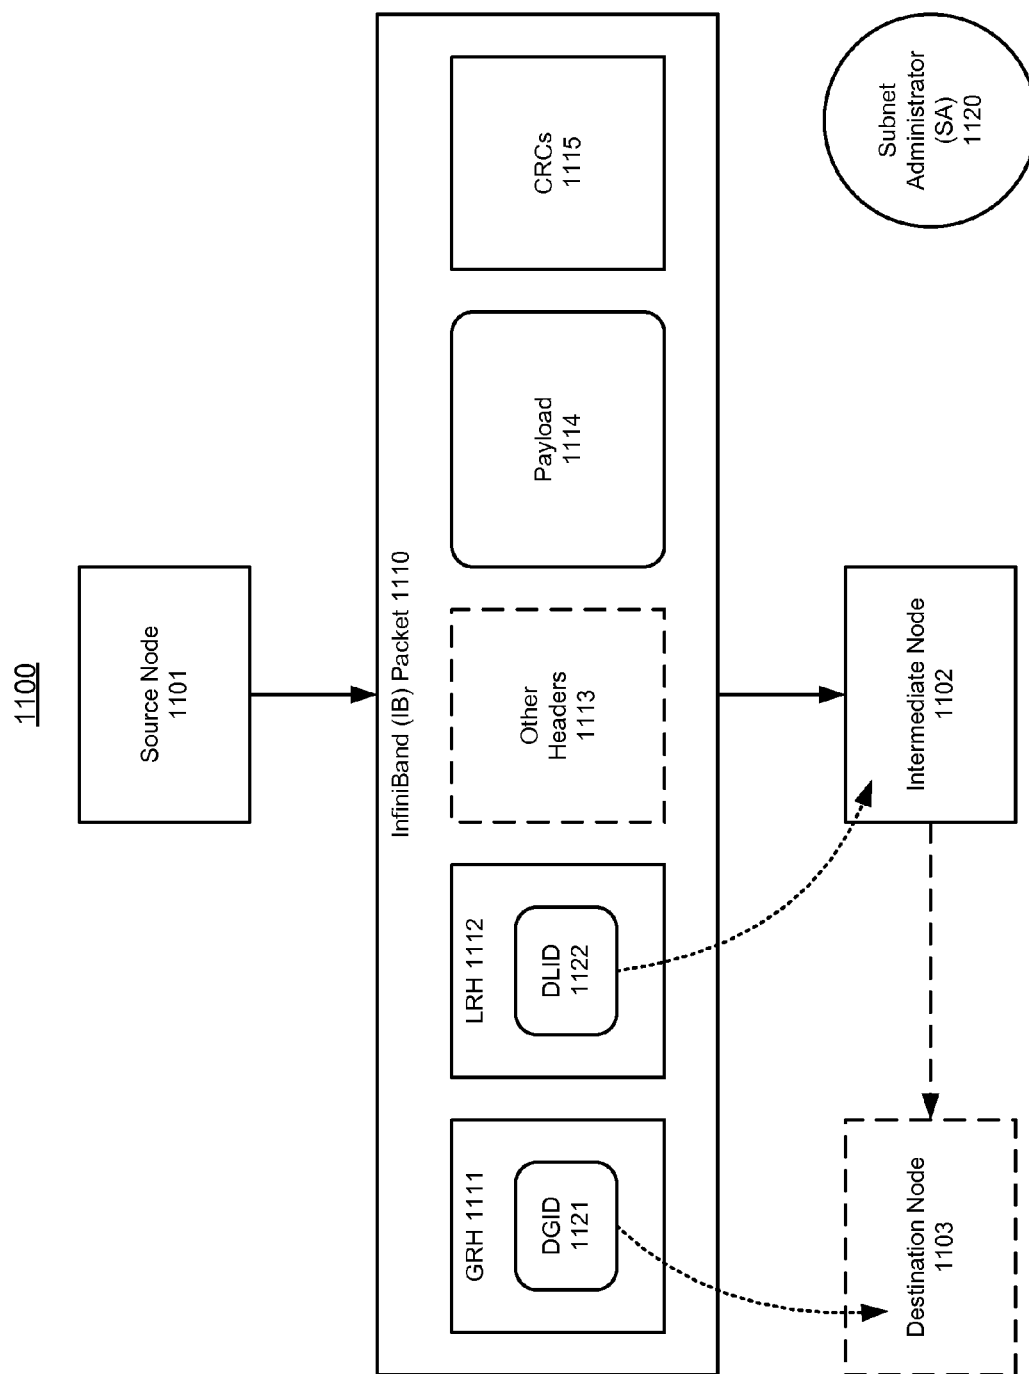 1100
Source Node
1101
InfiniBand (IB) Packet 1110
GRH 1111
DGID
1121
LRH 1112
DLID
1122
Other
Headers
1113
Payload
1114
CRCs
1115
Destination Node
1103
Intermediate Node
1102
Subnet
Administrator
(SA)
1120